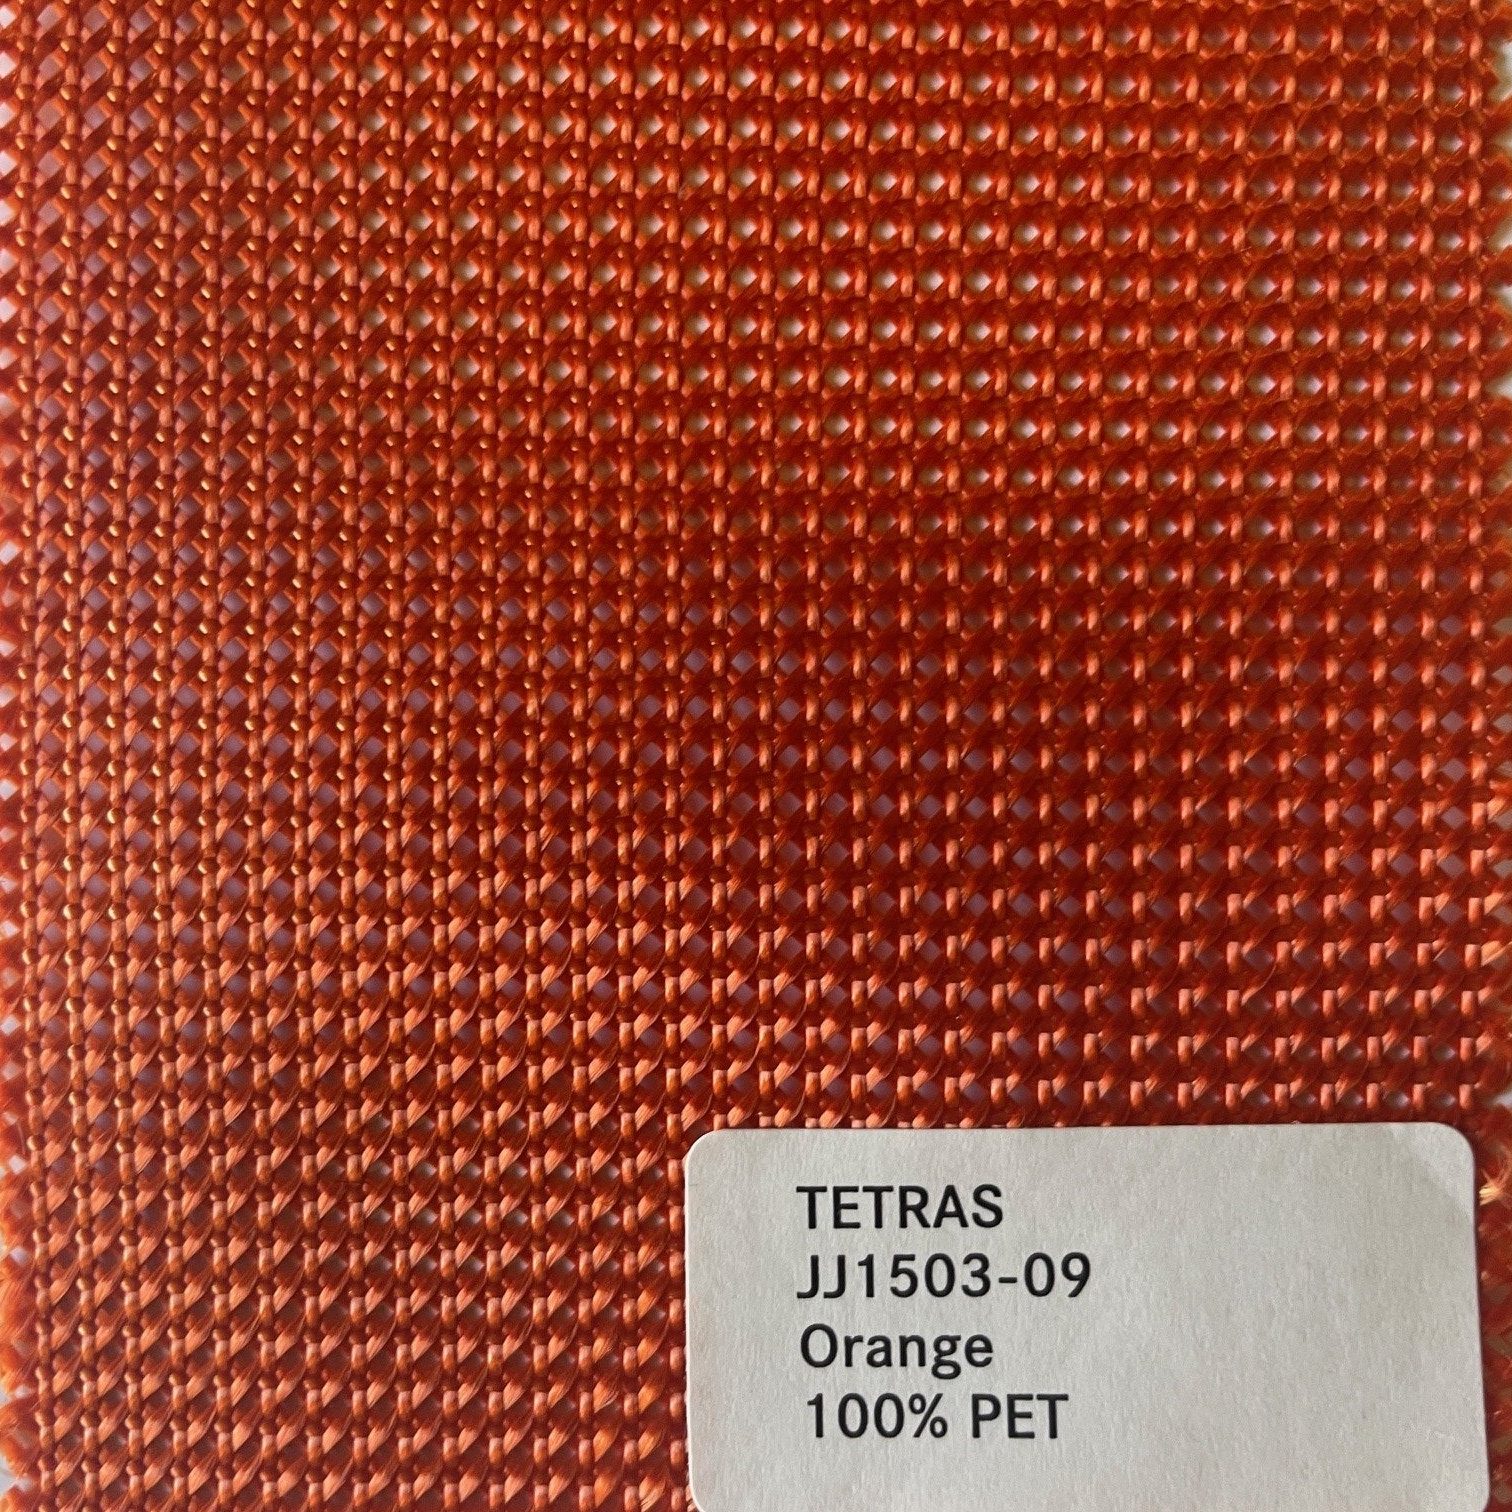 TETRAS
JJ1503-09
Orange
100% PET